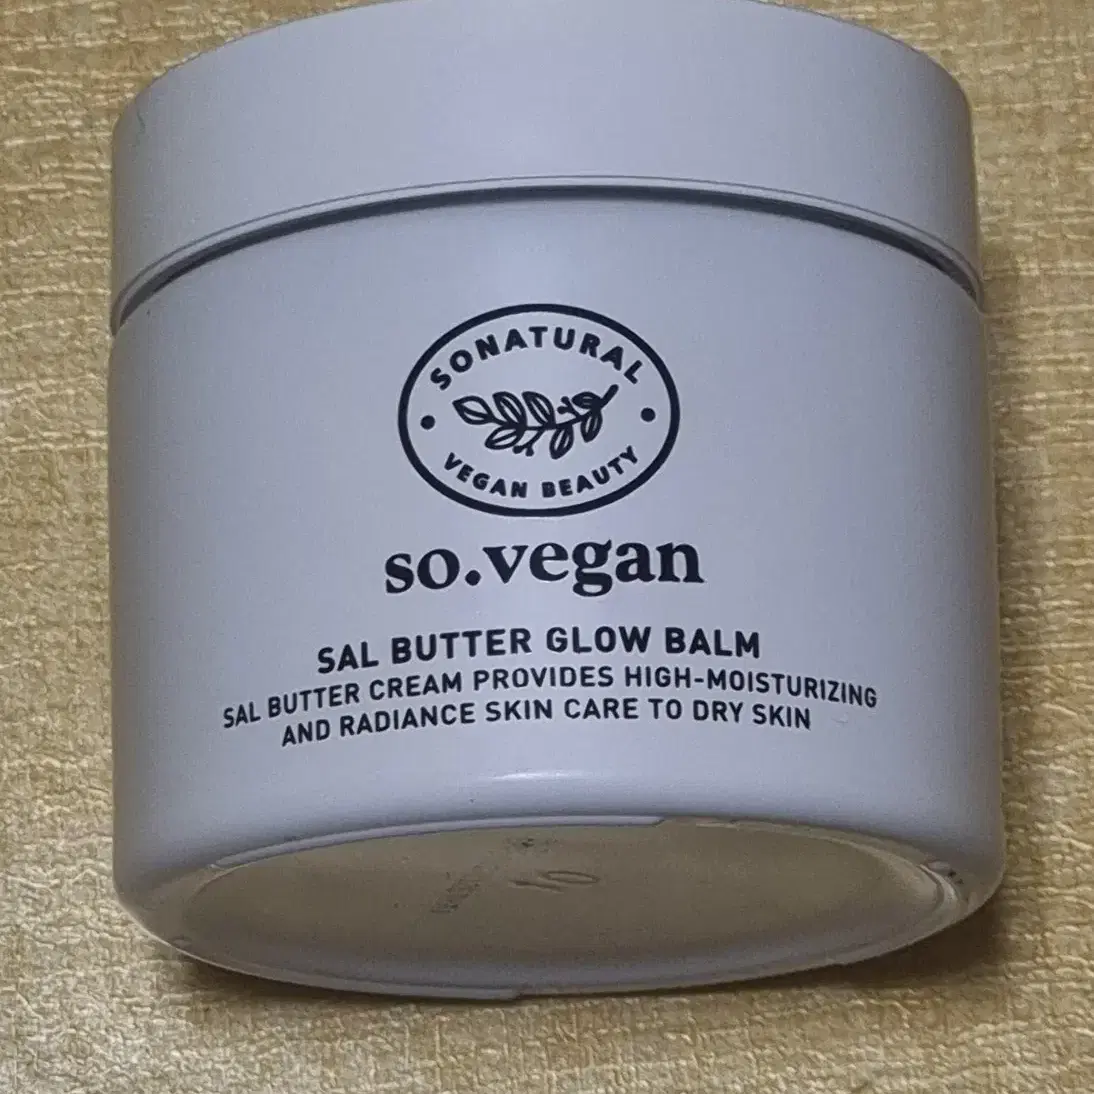 SONATURAL
VEGAN BEAUTY
so.vegan
SAL BUTTER GLOW BALM
SAL BUTTER CREAM PROVIDES HIGH-MOISTURIZING
AND RADIANCE SKIN CARE TO DRY SKIN